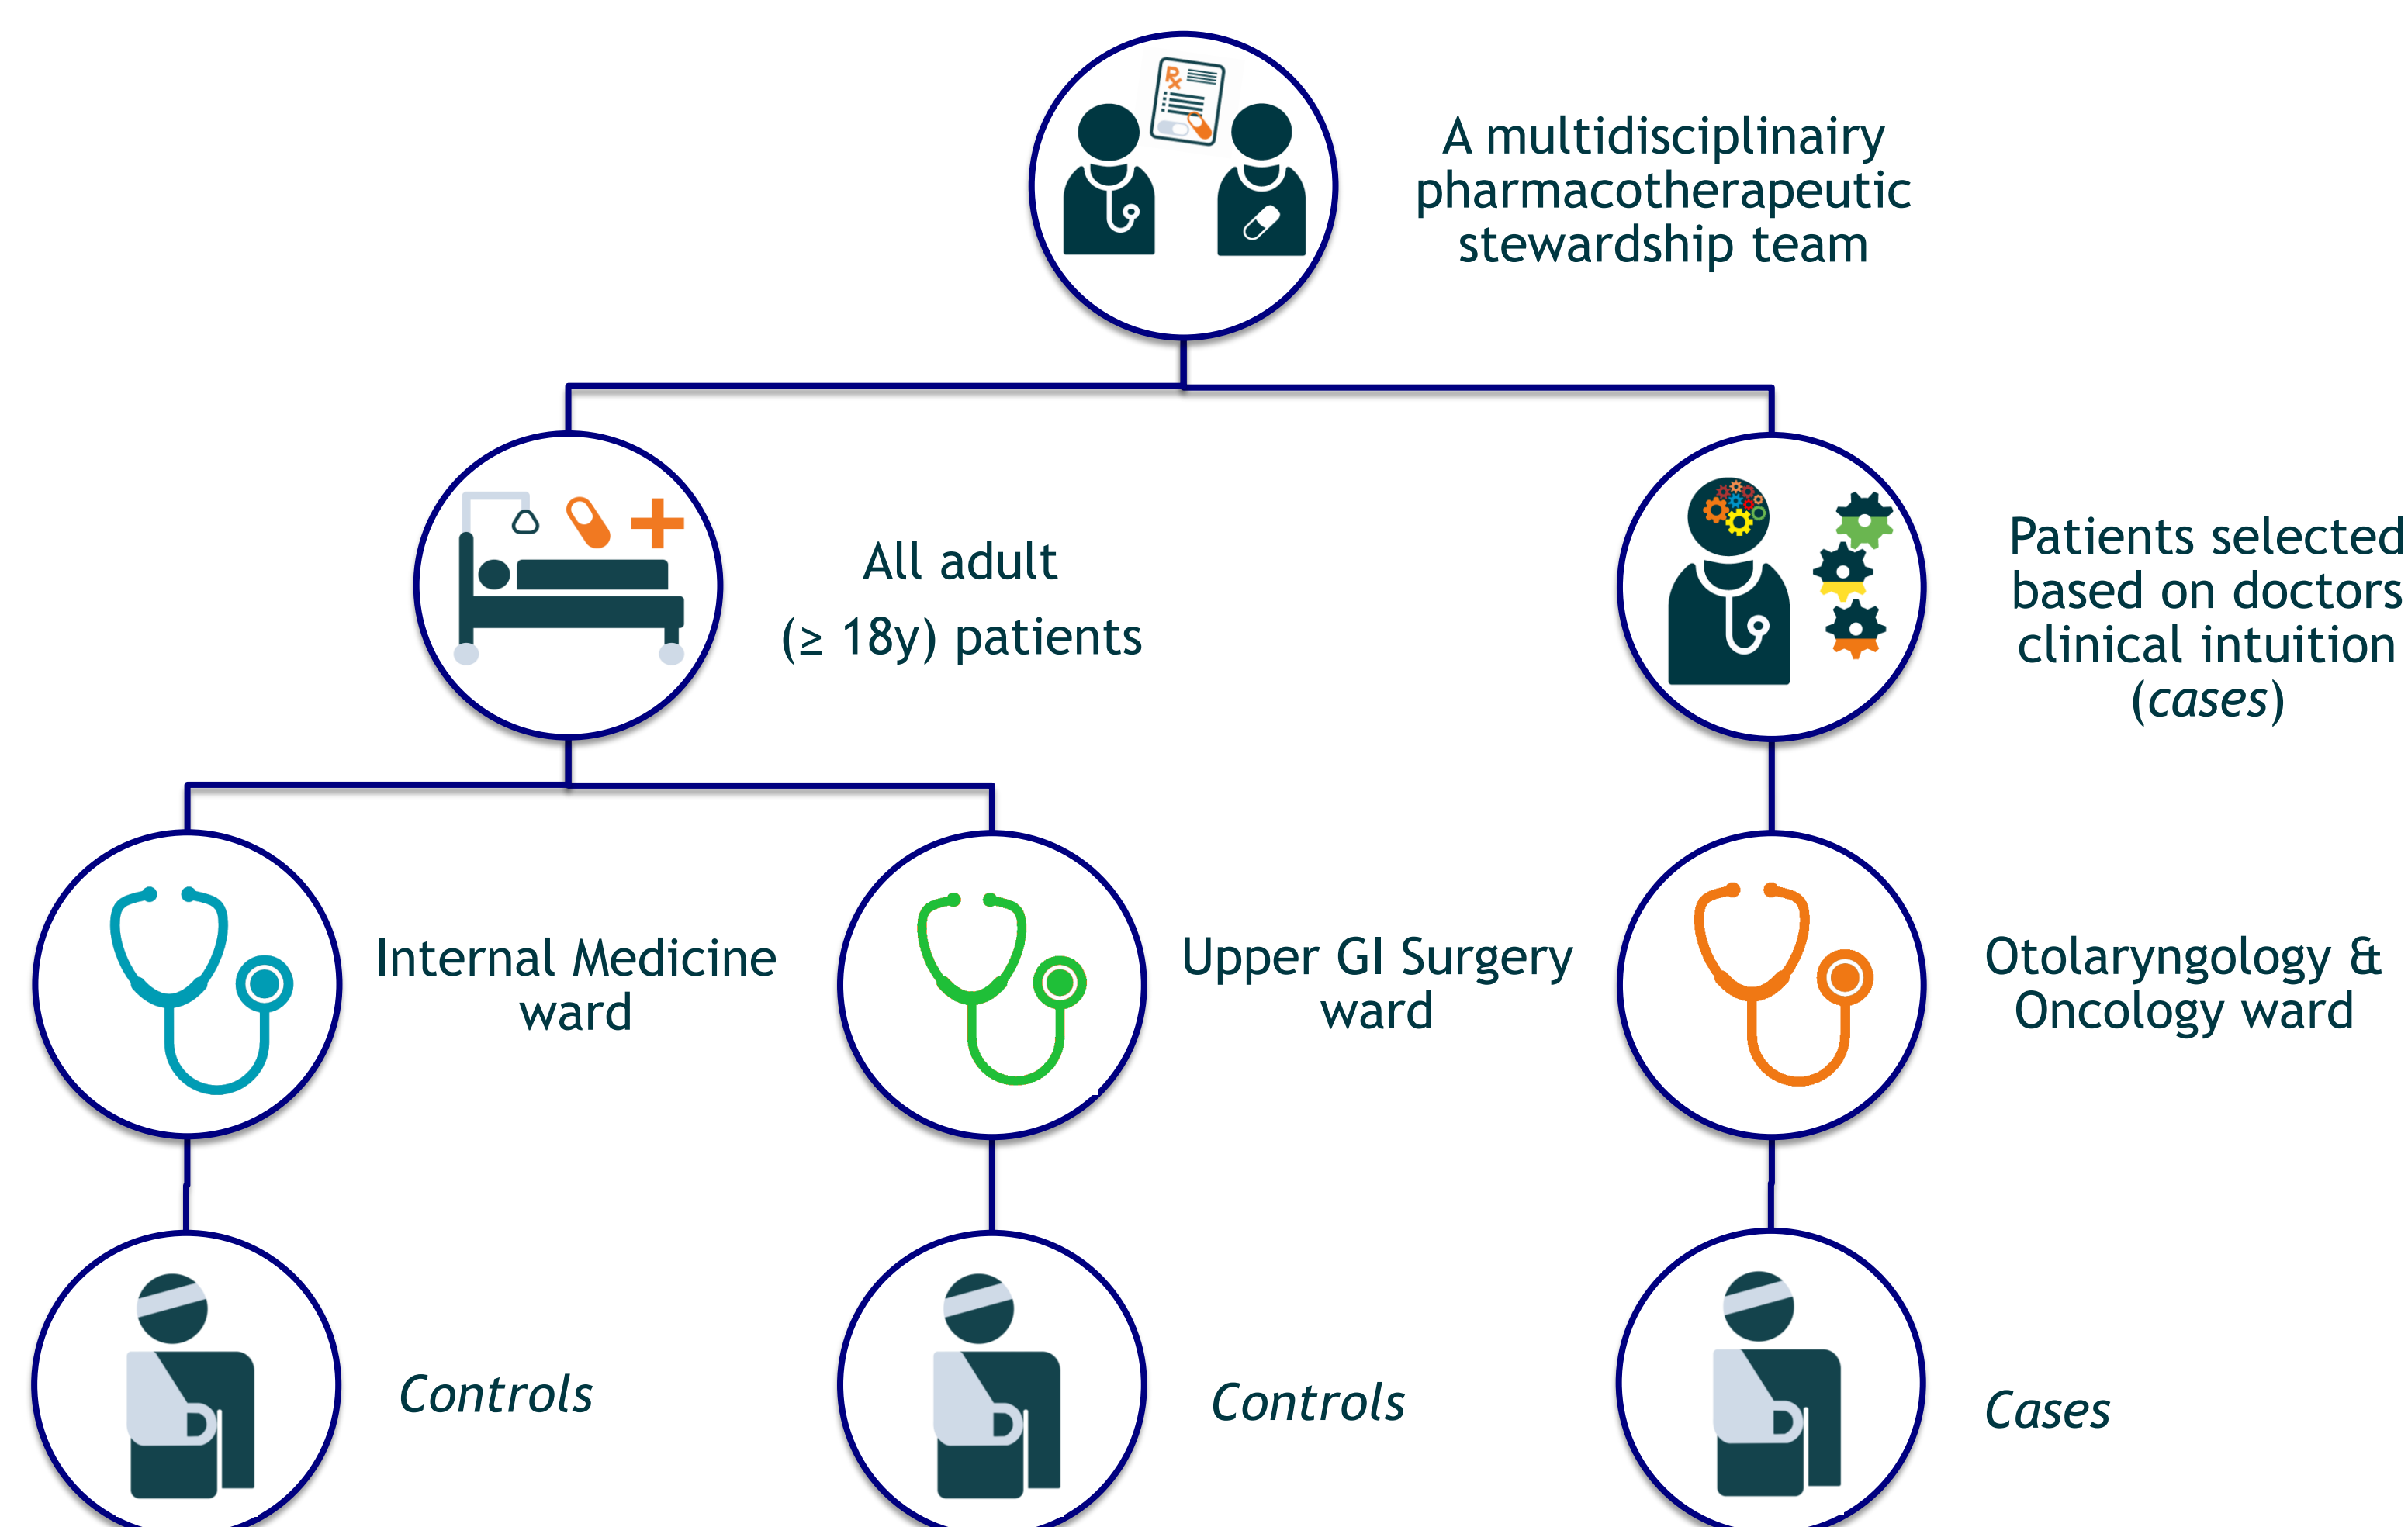 Rx
A multidisciplinairy
pharmacotherapeutic
stewardship team
All adult
(≥ 18y) patients
Patients selected
based on doctors
clinical intuition
(cases)
Internal Medicine
ward
Upper GI Surgery
ward
Otolaryngology &
Oncology ward
Controls
Controls
Cases